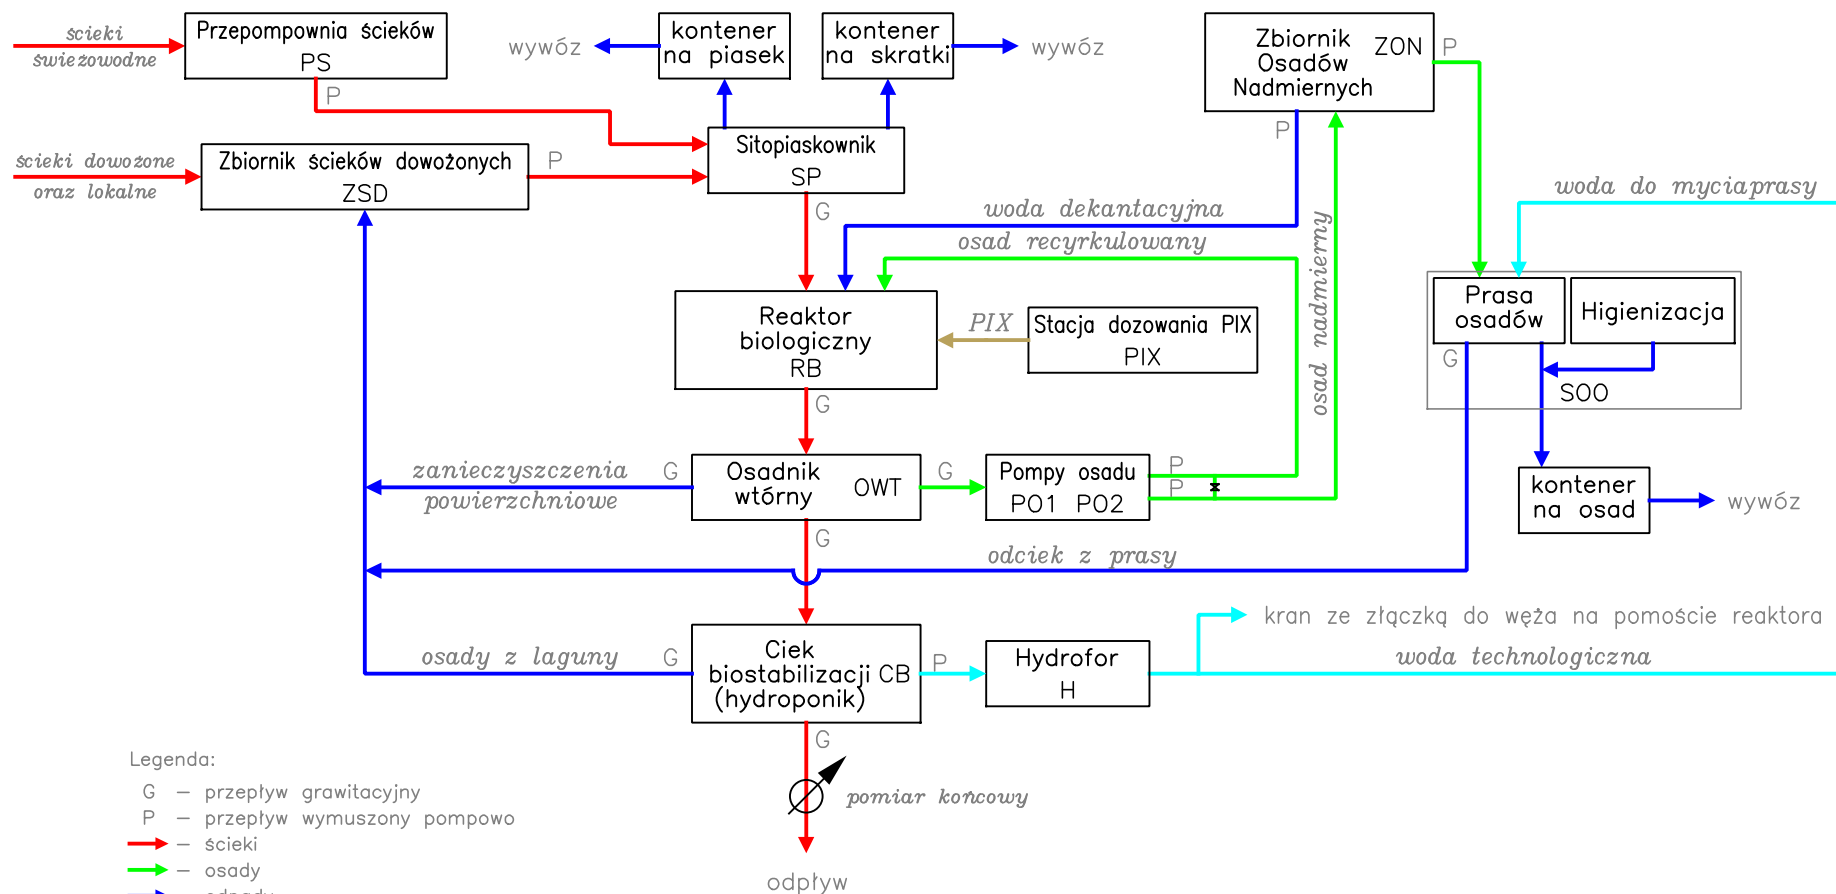 ścieki
świeżowodne
Przepompownia ścieków
PS
P
wywóz
kontener
na piasek
kontener
na skratki
wywóz
Zbiornik
Osadów
Nadmiernych
ZON
P
P
ścieki dowożone
oraz lokalne
Zbiornik ścieków dowożonych
ZSD
P
Sitopiaskownik
SP
G
woda dekantacyjna
osad recyrkulowany
osad nadmierny
woda do myciaprasy
Reaktor
biologiczny
RB
G
PIX
Stacja dozowania PIX
PIX
Prasa
osadów
G
Higienizacja
SOO
zanieczyszczenia
powierzchniowe
G
Osadnik
wtórny
OWT
G
G
Pompy osadu
PO1 PO2
P
P
kontener
na osad
wywóz
odciek z prasy
osady z laguny
G
Ciek
biostabilizacji CB
(hydroponik)
P
G
Hydrofor
H
kran ze złączką do węża na pomoście reaktora
woda technologiczna
pomiar końcowy
odpływ
Legenda:
G – przepływ grawitacyjny
P – przepływ wymuszony pompowo
– ścieki
– osady
– odpady